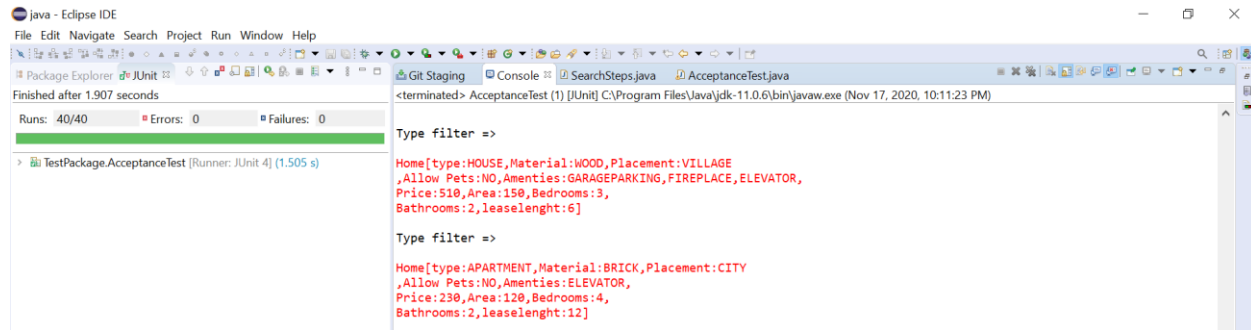 java - Eclipse IDE
File Edit Navigate Search Project Run Window Help
Package Explorer JUnit
Finished after 1.907 seconds
Runs: 40/40 Errors: 0 Failures: 0
TestPackage.AcceptanceTest [Runner: JUnit 4] (1.505 s)
Git Staging Console SearchSteps.java AcceptanceTest.java
<terminated> AcceptanceTest (1) [JUnit] C:\Program Files\Java\jdk-11.0.6\bin\javaw.exe (Nov 17, 2020, 10:11:23 PM)
Type filter =>
Home[type:HOUSE,Material:WOOD,Placement:VILLAGE
,Allow Pets:NO,Amenties:GARAGEPARKING,FIREPLACE,ELEVATOR,
Price:510,Area:150,Bedrooms:3,
Bathrooms:2,leaselenght:6]
Type filter =>
Home[type:APARTMENT,Material:BRICK,Placement:CITY
,Allow Pets:NO,Amenties:ELEVATOR,
Price:230,Area:120,Bedrooms:4,
Bathrooms:2,leaselenght:12]